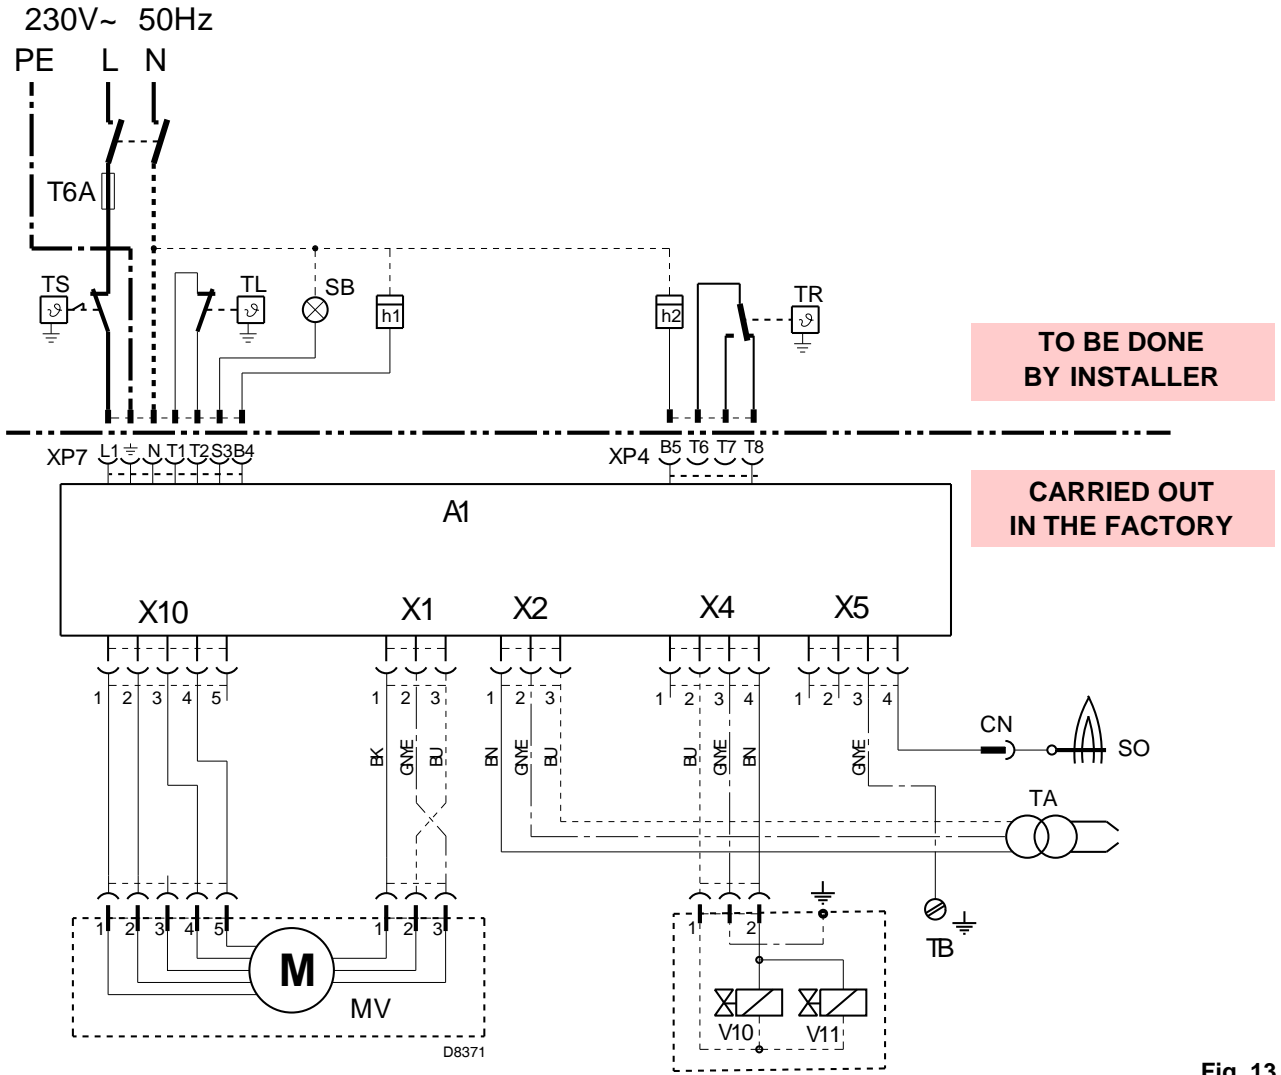 230V~ 50Hz
PE L N
T6A
TS TL SB h1 h2 TR
ϑ ϑ ϑ
TO BE DONE
BY INSTALLER
XP7 L1 N T1 T2 S3 B4 XP4 B5 T6 T7 T8
CARRIED OUT
IN THE FACTORY
A1
X10 X1 X2 X4 X5
1 2 3 4 5 1 2 3 1 2 3 1 2 3 4 1 2 3 4
BK GNYE BU BN GNYE BU BU GNYE BN GNYE
CN SO
TA
1 2 3 4 5 1 2 3 1 2
TB
M
MV
V10 V11
D8371
Fig. 13